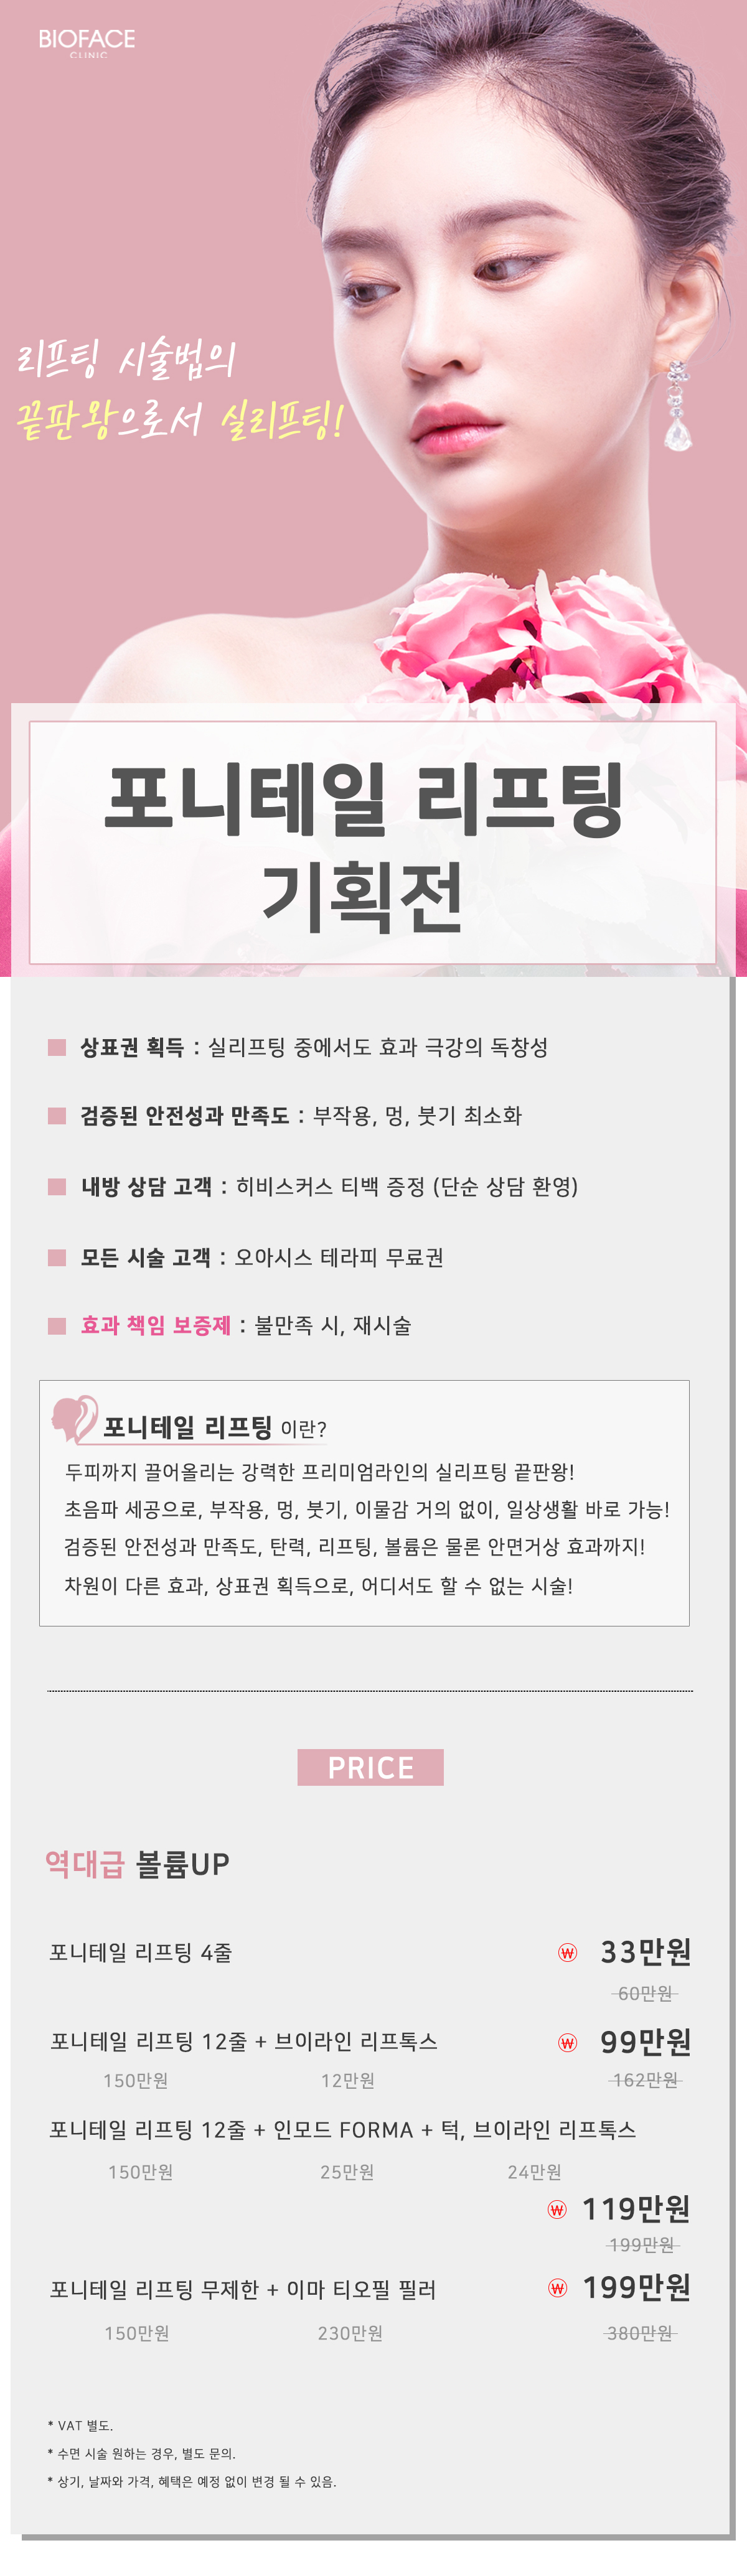 BIOFACE
CLINIC
리프팅 시술법의
끝판왕으로서 실리프팅!
포니테일 리프팅
기획전
상표권 획득 : 실리프팅 중에서도 효과 극강의 독창성
검증된 안전성과 만족도 : 부작용, 멍, 붓기 최소화
내방 상담 고객 : 히비스커스 티백 증정 (단순 상담 환영)
모든 시술 고객 : 오아시스 테라피 무료권
효과 책임 보증제 : 불만족 시, 재시술
포니테일 리프팅 이란?
두피까지 끌어올리는 강력한 프리미엄라인의 실리프팅 끝판왕!
초음파 세공으로, 부작용, 멍, 붓기, 이물감 거의 없이, 일상생활 바로 가능!
검증된 안전성과 만족도, 탄력, 리프팅, 볼륨은 물론 안면거상 효과까지!
차원이 다른 효과, 상표권 획득으로, 어디서도 할 수 없는 시술!
PRICE
역대급 볼륨UP
포니테일 리프팅 4줄 ₩ 33만원
60만원
포니테일 리프팅 12줄 + 브이라인 리프톡스 ₩ 99만원
150만원 12만원 162만원
포니테일 리프팅 12줄 + 인모드 FORMA + 턱, 브이라인 리프톡스
150만원 25만원 24만원
₩ 119만원
199만원
포니테일 리프팅 무제한 + 이마 티오필 필러 ₩ 199만원
150만원 230만원 380만원
* VAT 별도.
* 수면 시술 원하는 경우, 별도 문의.
* 상기, 날짜와 가격, 혜택은 예정 없이 변경 될 수 있음.